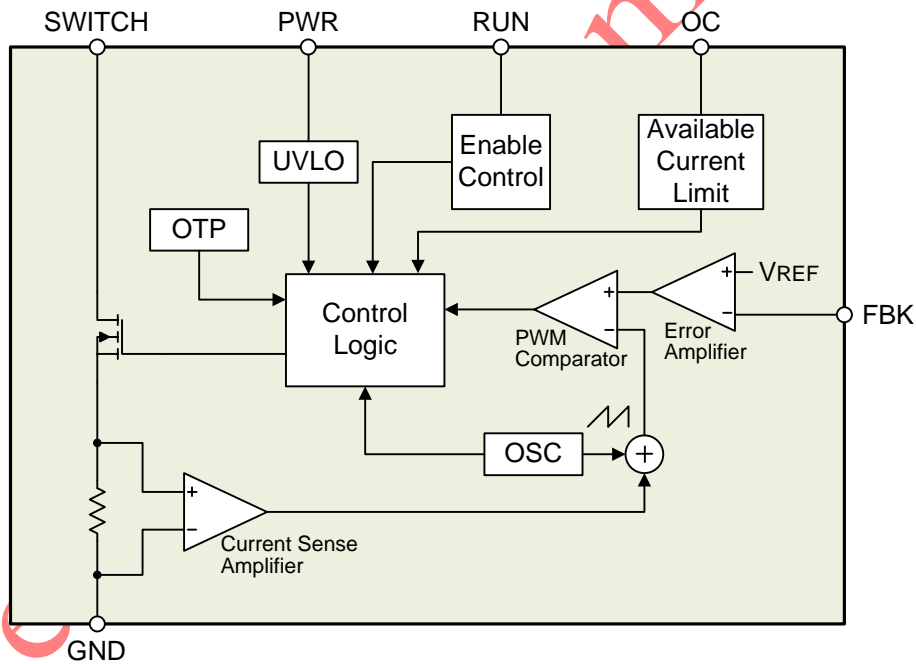 SWITCH
PWR
RUN
OC
UVLO
Enable
Control
Available
Current
Limit
OTP
Control
Logic
+
-
PWM
Comparator
+
-
Error
Amplifier
VREF
FBK
OSC
+
+
-
Current Sense
Amplifier
GND